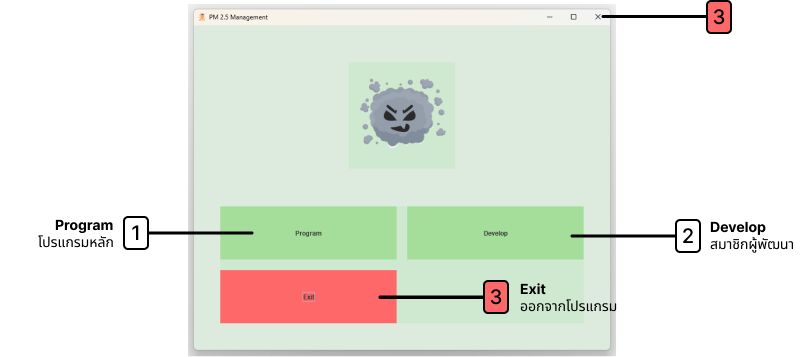 PM 2.5 Management
3
Program
โปรแกรมหลัก
1
Program
Develop
2
Develop
สมาชิกผู้พัฒนา
Exit
3
Exit
ออกจากโปรแกรม